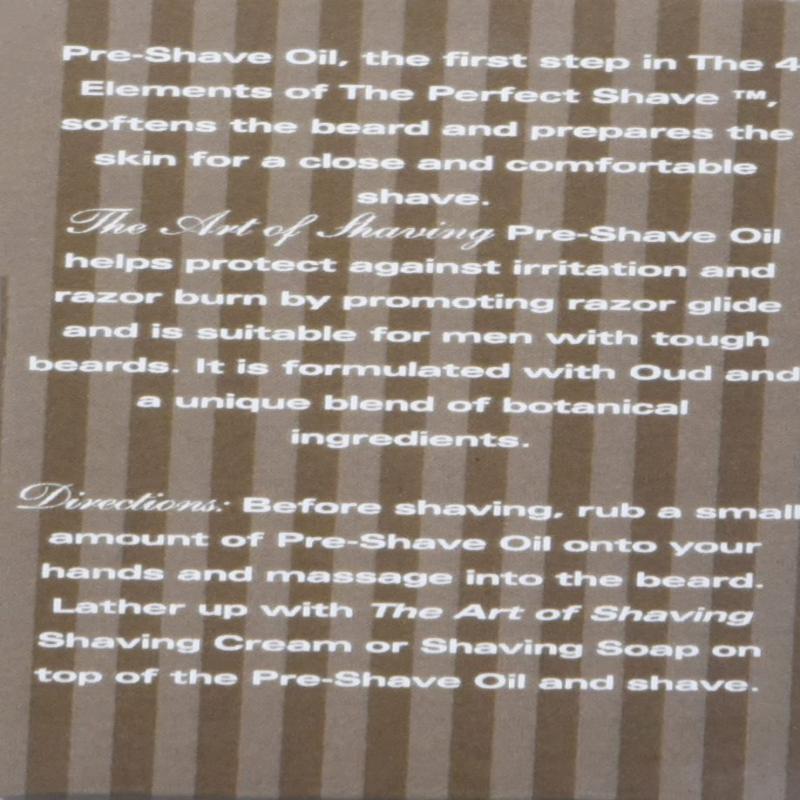 Pre-Shave Oil, the first step in The 4
Elements of The Perfect Shave ™,
softens the beard and prepares the
skin for a close and comfortable
shave.
The Art of Shaving Pre-Shave Oil
helps protect against irritation and
razor burn by promoting razor glide
and is suitable for men with tough
beards. It is formulated with Oud and
a unique blend of botanical
ingredients.
Directions: Before shaving, rub a small
amount of Pre-Shave Oil onto your
hands and massage into the beard.
Lather up with The Art of Shaving
Shaving Cream or Shaving Soap on
top of the Pre-Shave Oil and shave.